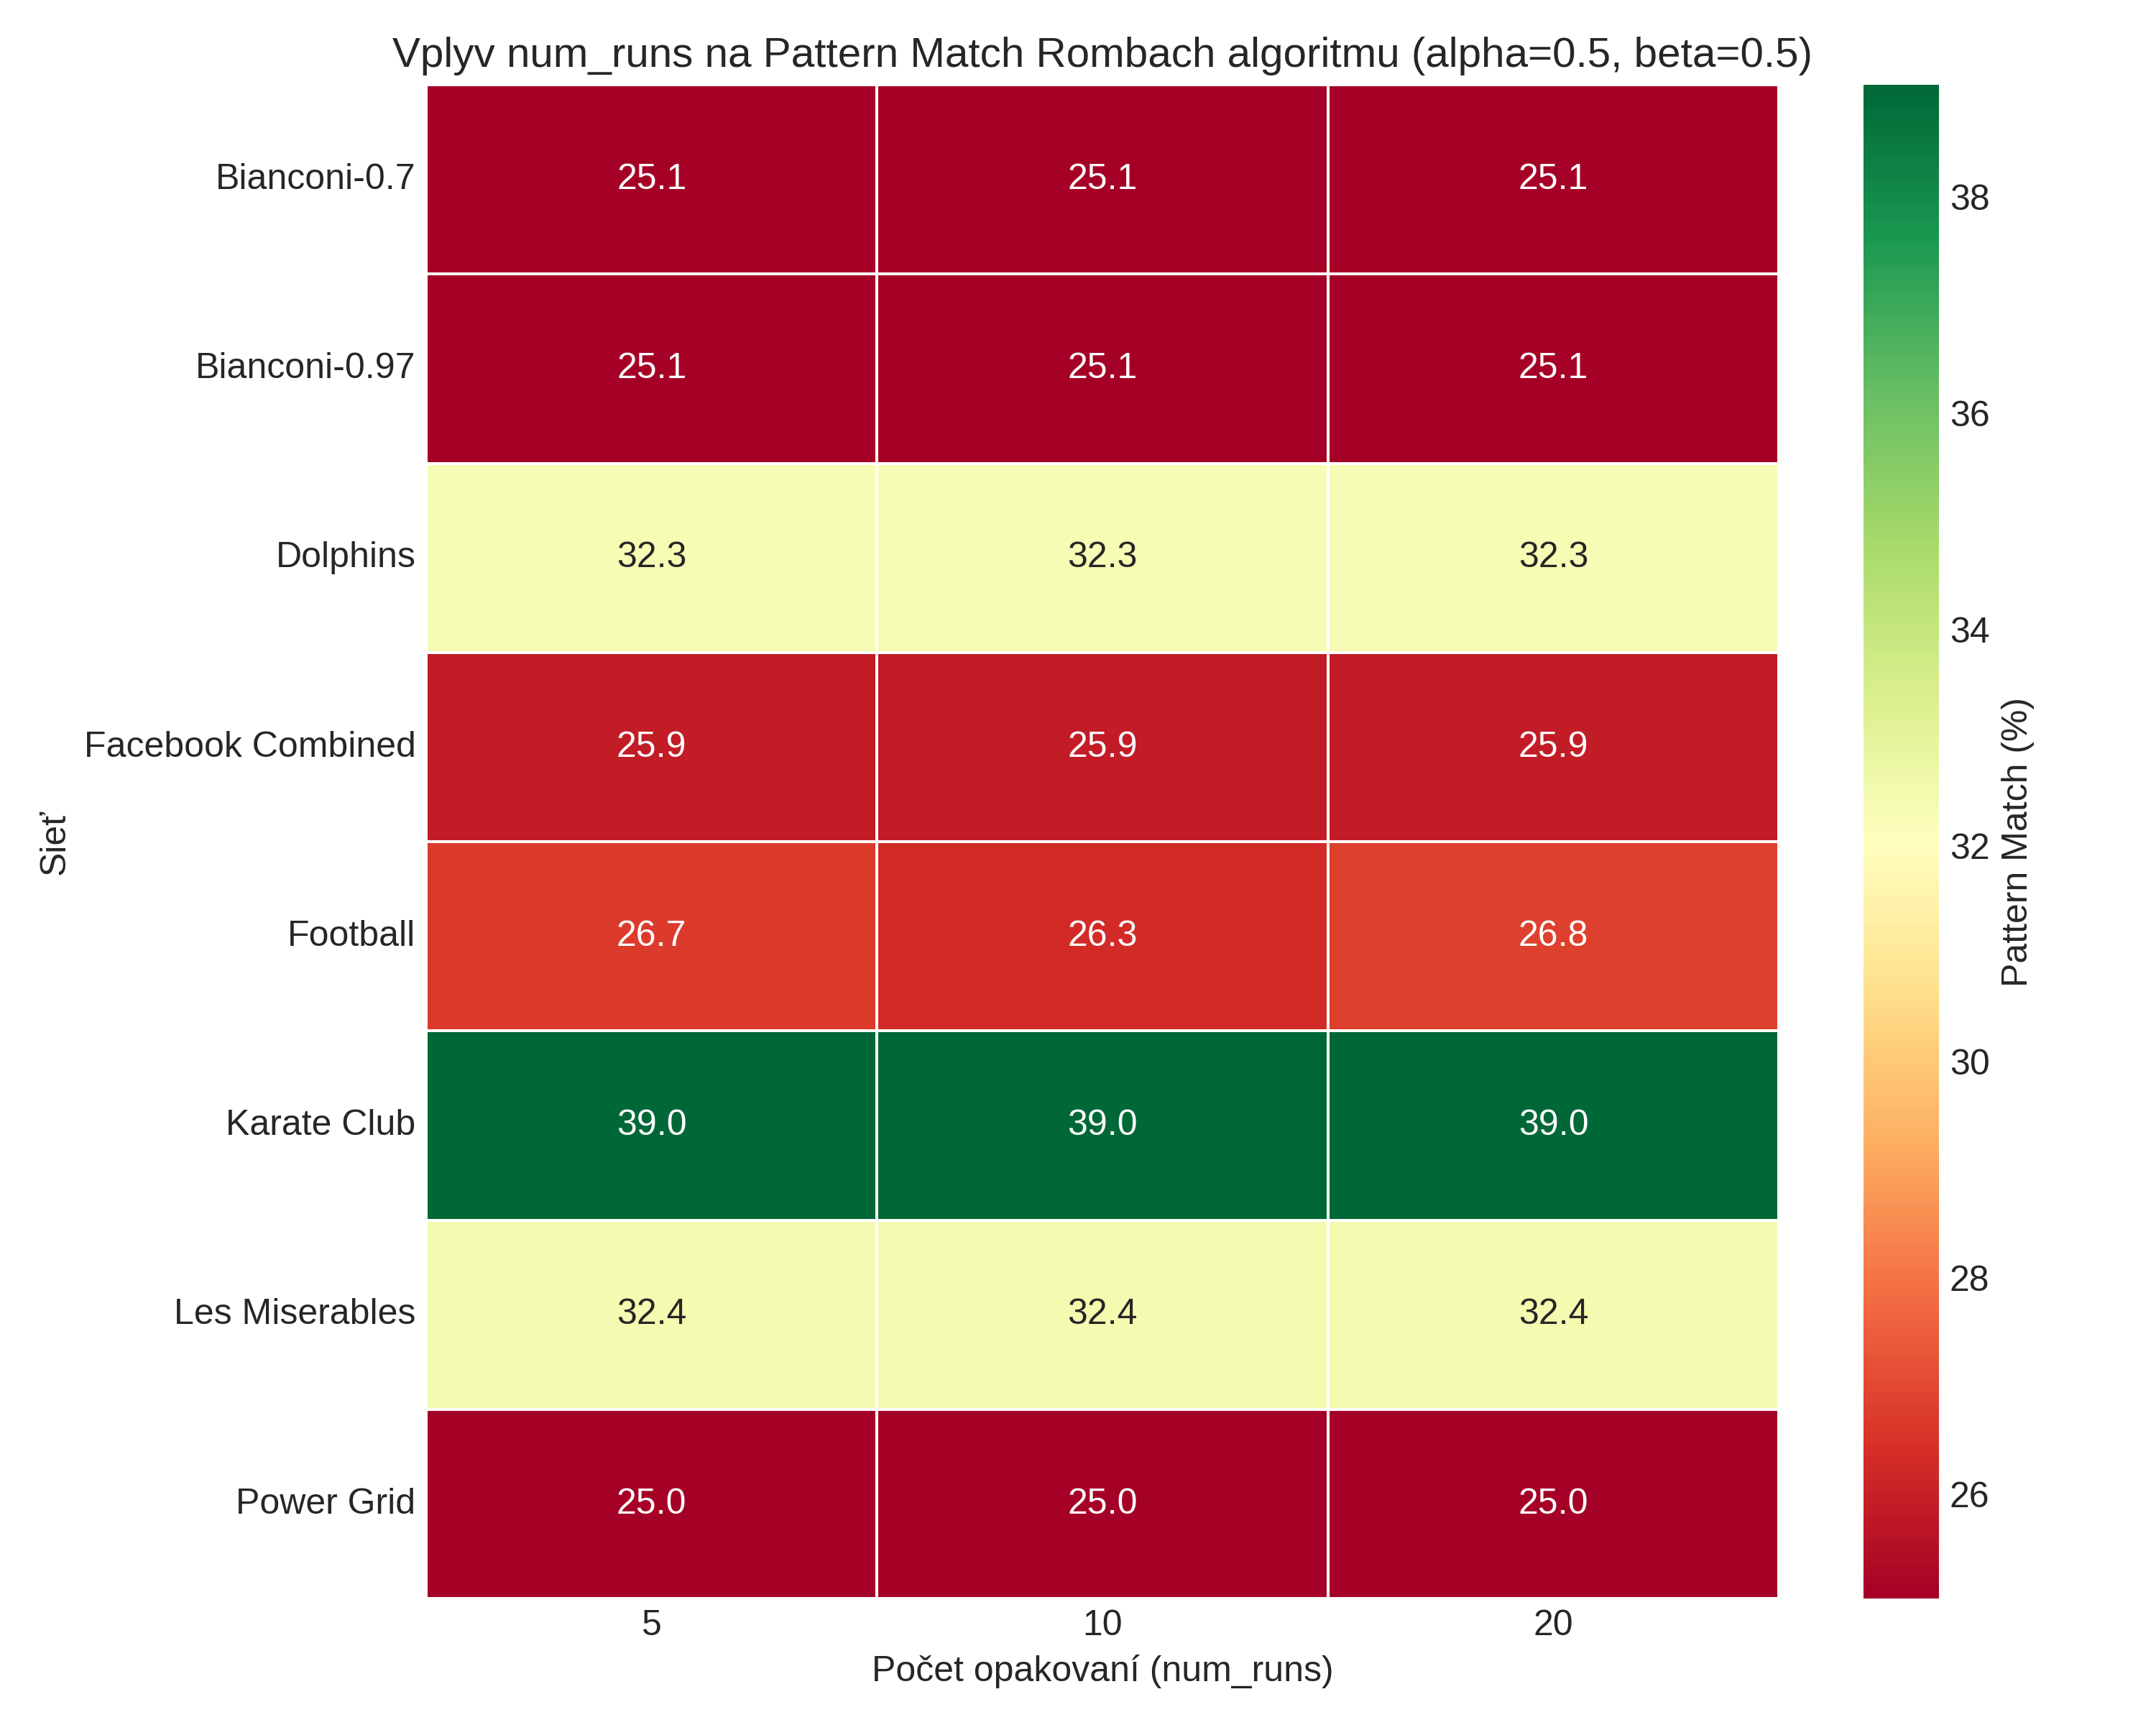 Vplyv num_runs na Pattern Match Rombach algoritmu (alpha=0.5, beta=0.5)
Bianconi-0.7 25.1 25.1 25.1
Bianconi-0.97 25.1 25.1 25.1
Dolphins 32.3 32.3 32.3
Facebook Combined 25.9 25.9 25.9
Football 26.7 26.3 26.8
Karate Club 39.0 39.0 39.0
Les Miserables 32.4 32.4 32.4
Power Grid 25.0 25.0 25.0
5 10 20
Počet opakovaní (num_runs)
Sieť
38
36
34
32
30
28
26
Pattern Match (%)